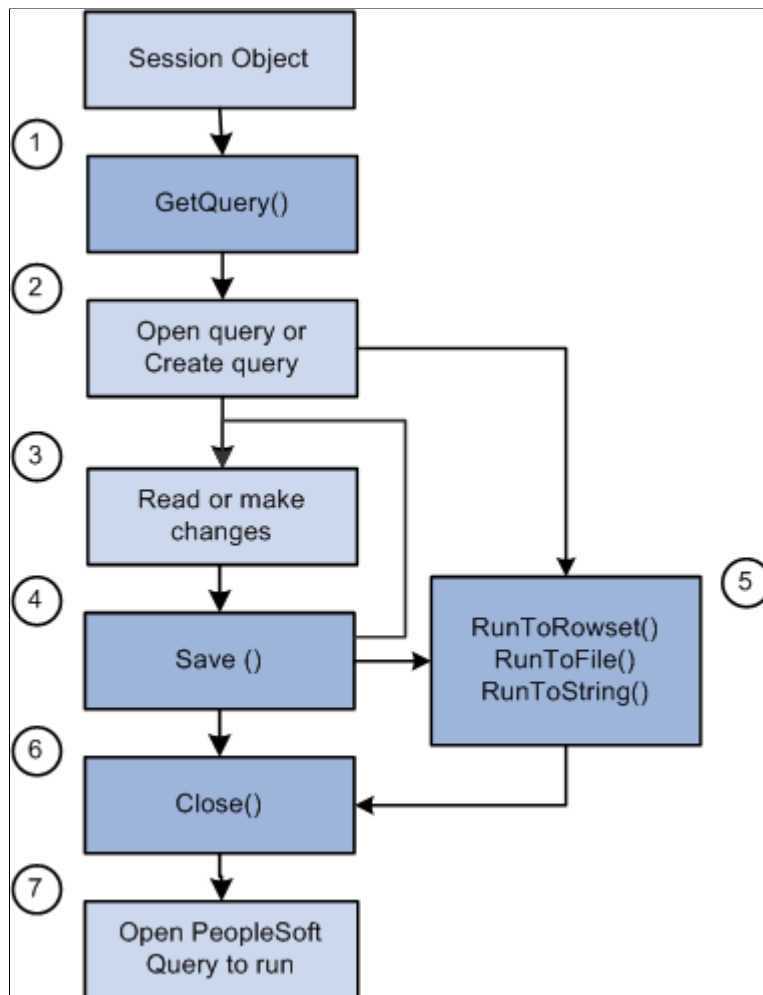 Session Object
1
GetQuery()
2
Open query or
Create query
3
Read or make
changes
4
Save ()
5
RunToRowset()
RunToFile()
RunToString()
6
Close()
7
Open PeopleSoft
Query to run